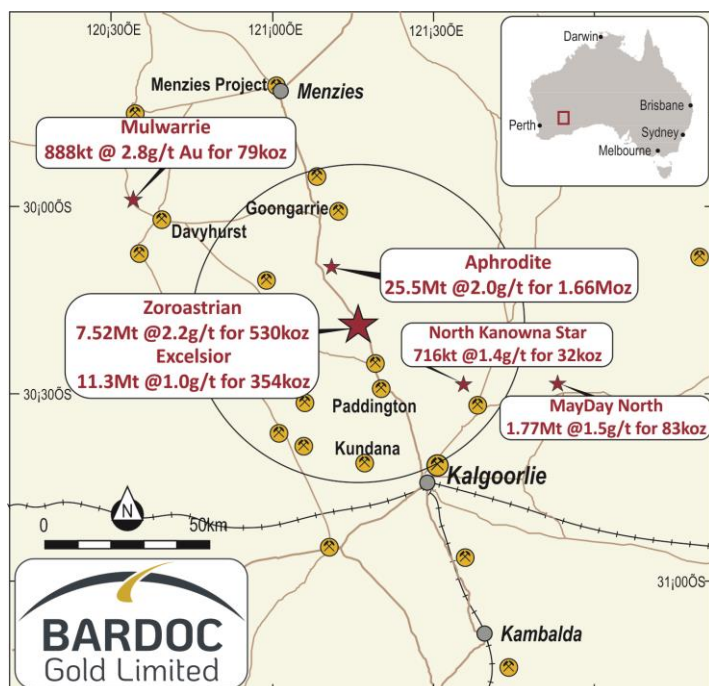 120¡30
121¡00
121¡30
Darwin
Brisbane
Perth
Sydney
Melbourne
Menzies Project
Menzies
Mulwarrie
888kt @ 2.8g/t Au for 79koz
30¡00ÕS
Goongarrie
Davyhurst
Aphrodite
25.5Mt @2.0g/t for 1.66Moz
Zoroastrian
7.52Mt @2.2g/t for 530koz
Excelsior
11.3Mt @1.0g/t for 354koz
North Kanowna Star
716kt @1.4g/t for 32koz
30¡30ÕS
Paddington
MayDay North
1.77Mt @1.5g/t for 83koz
Kundana
Kalgoorlie
N
0
50km
31¡00ÕS
BARDOC
Gold Limited
Kambalda